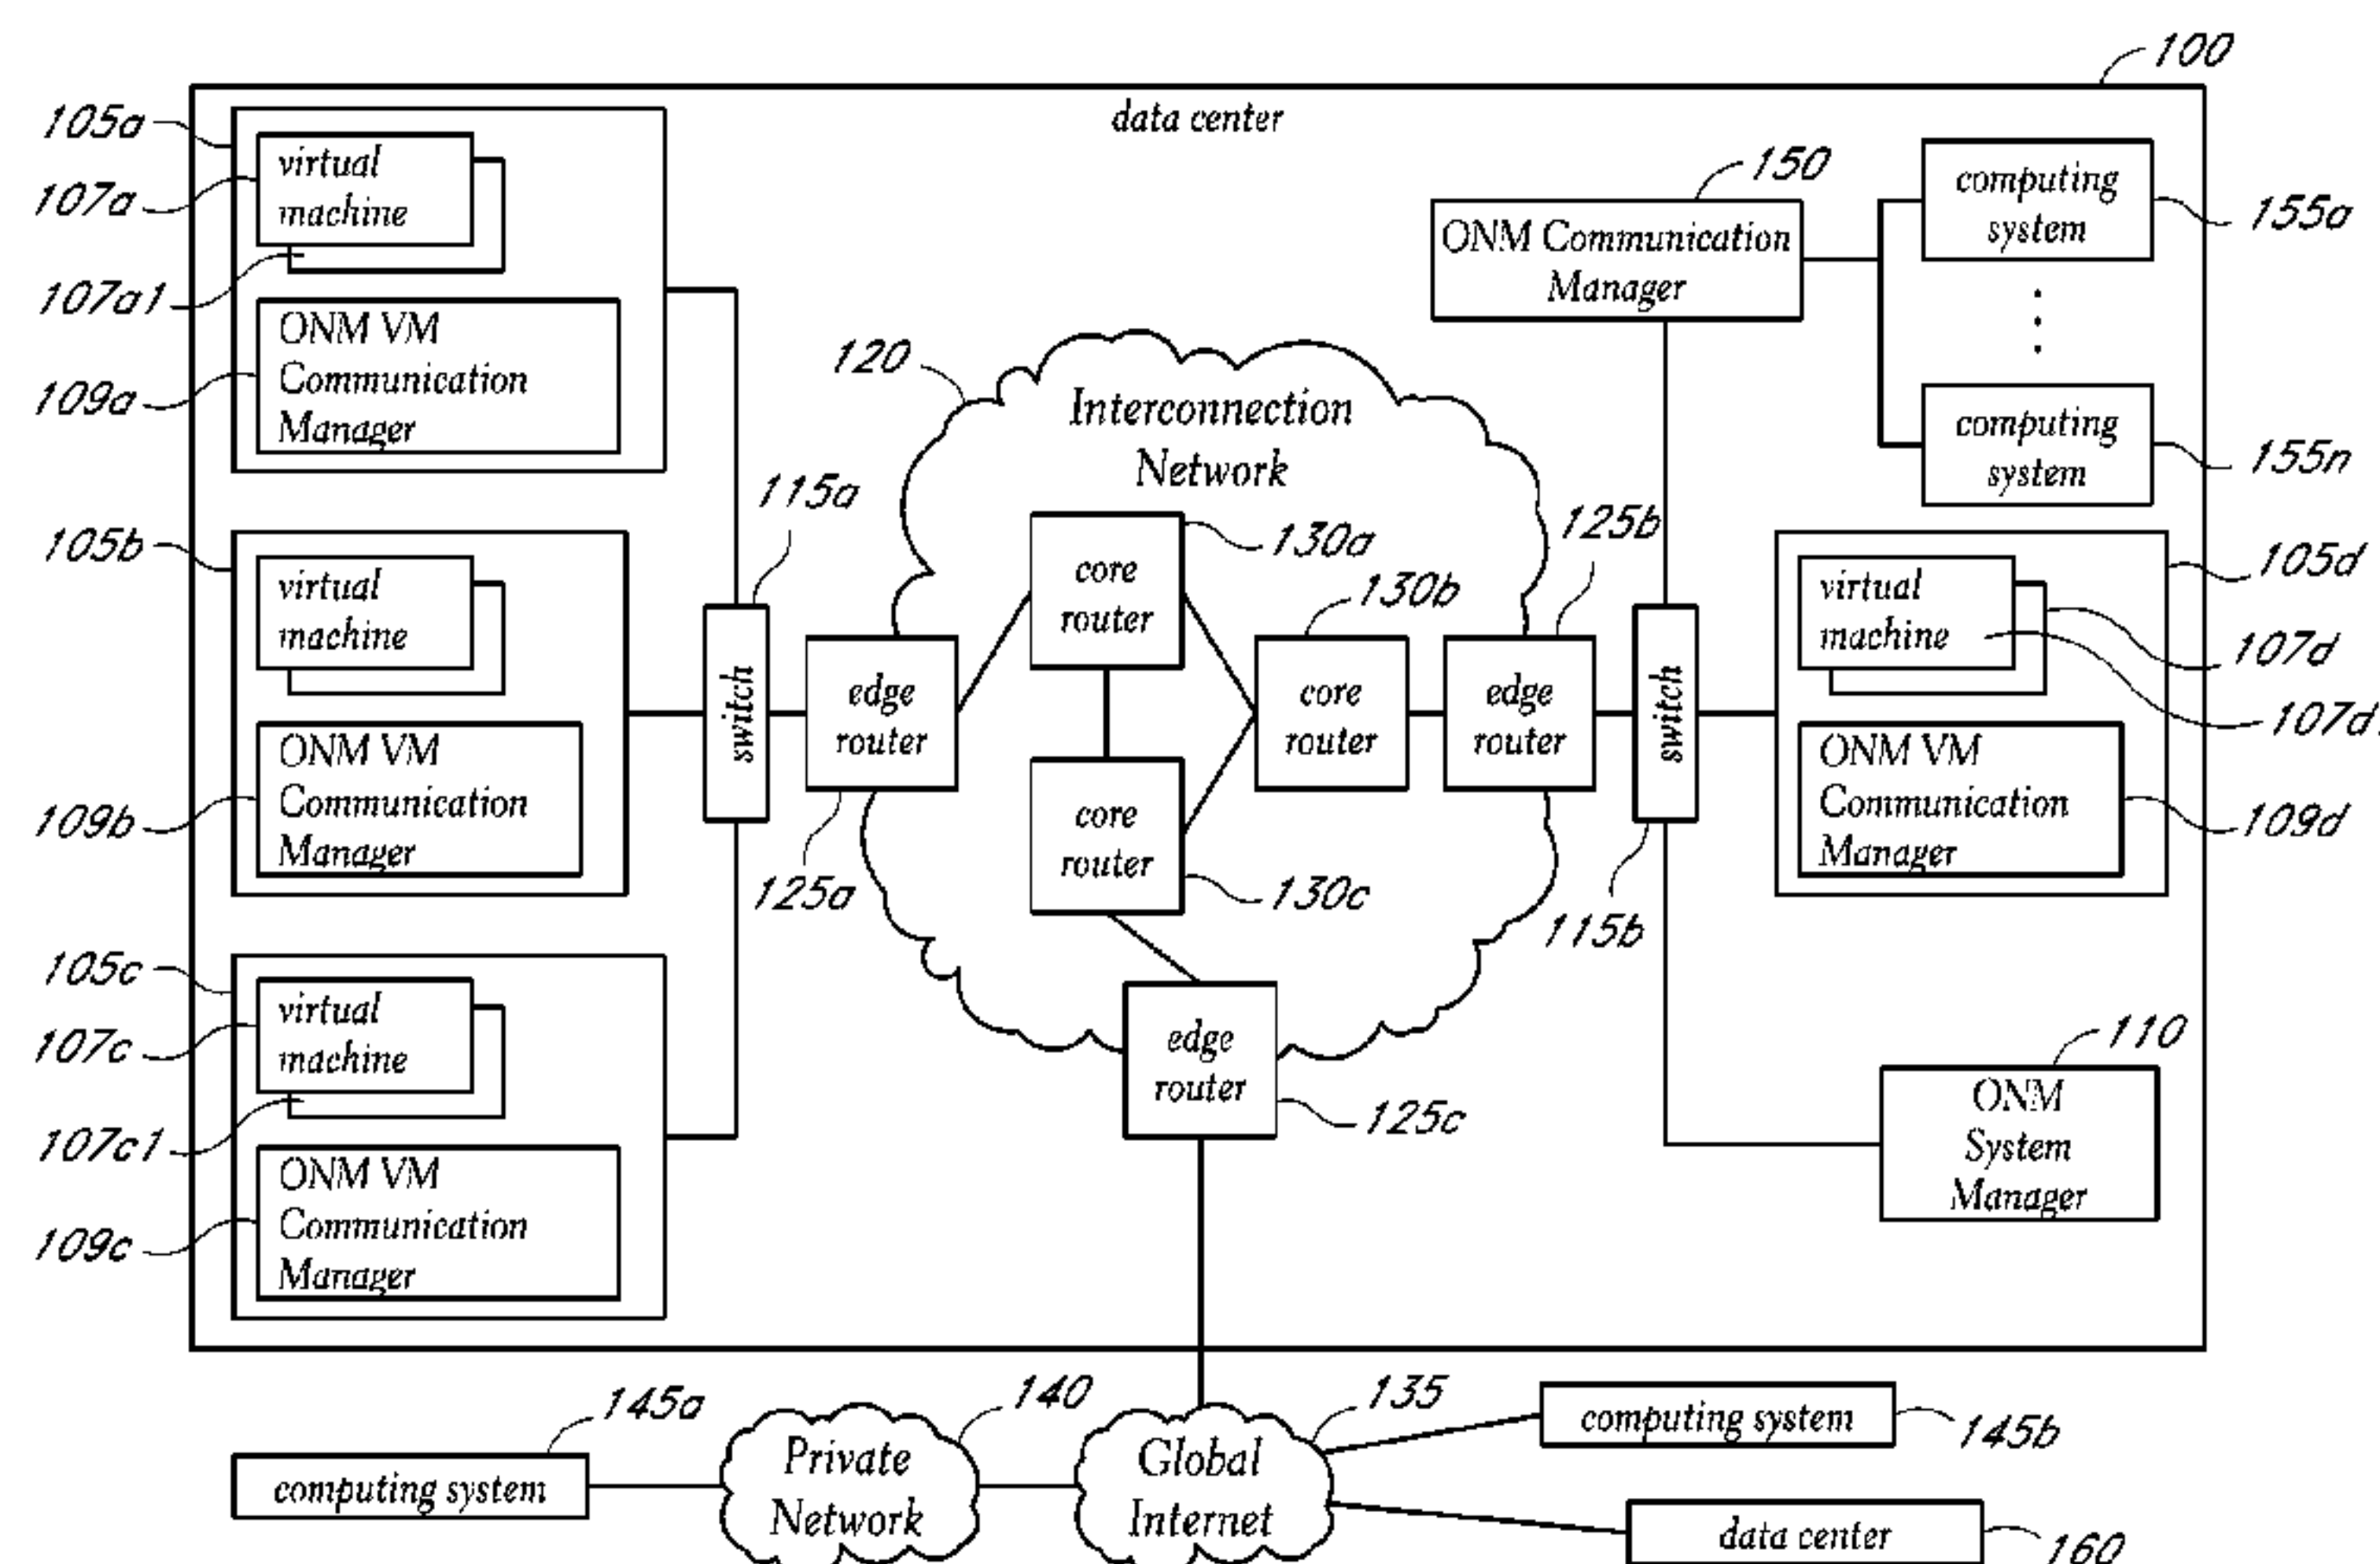 100
data center
105a
virtual
machine
107a
107a1
ONM VM
Communication
Manager
109a
150
ONM Communication
Manager
computing
system
155a
computing
system
155n
120
Interconnection
Network
115a
switch
105b
virtual
machine
ONM VM
Communication
Manager
109b
edge
router
125a
core
router
130a
core
router
130b
core
router
130c
edge
router
125b
switch
115b
105d
virtual
machine
107d
107d
ONM VM
Communication
Manager
109d
105c
virtual
machine
107c
107c1
ONM VM
Communication
Manager
109c
edge
router
125c
110
ONM
System
Manager
145a
computing system
140
Private
Network
135
Global
Internet
computing system
145b
data center
160